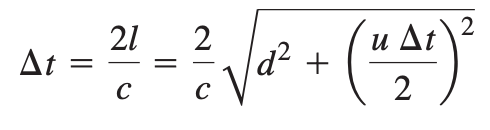 Δt = 2l/c = 2/c √(d² + (u Δt/2)²)